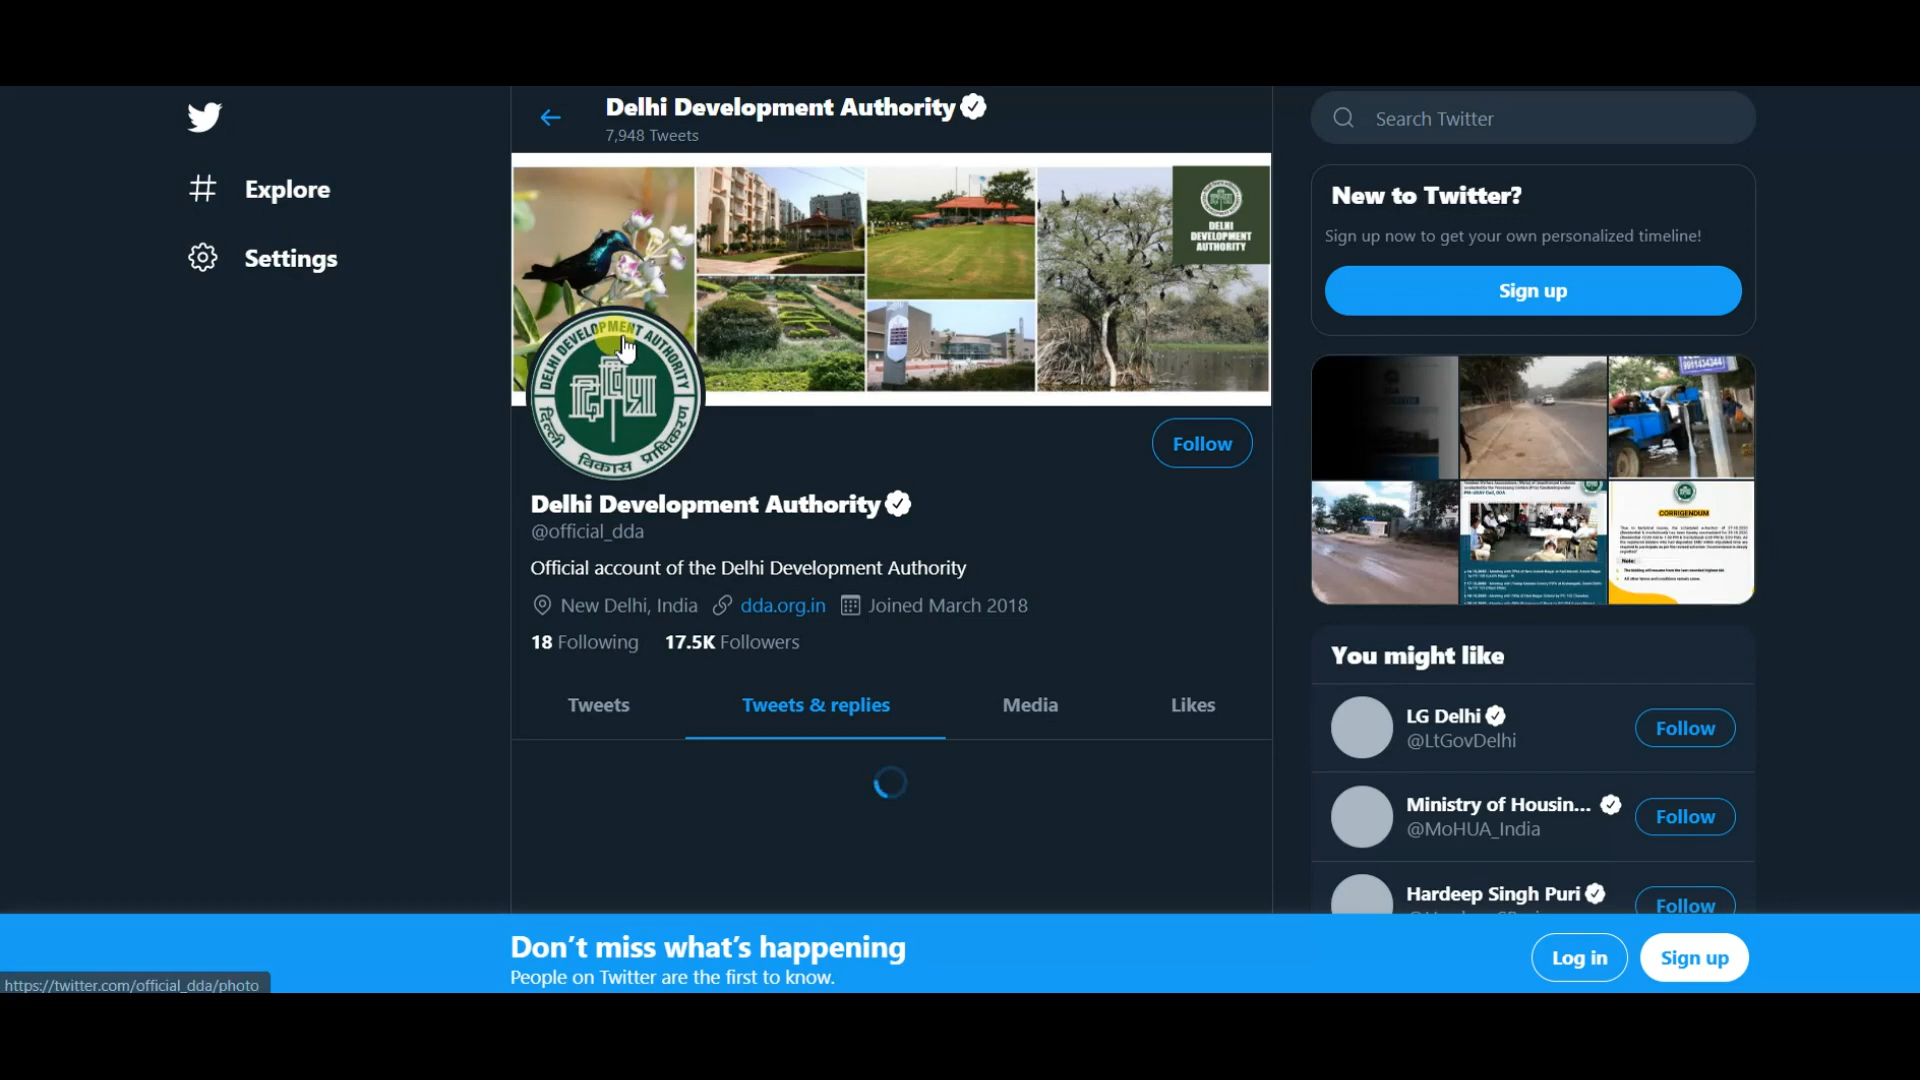 Delhi Development Authority
7,948 Tweets
Explore
Settings
Search Twitter
New to Twitter?
Sign up now to get your own personalized timeline!
Sign up
DELHI
DEVELOPMENT
AUTHORITY
DELHI DEVELOPMENT AUTHORITY
दिल्ली विकास प्राधिकरण
Follow
Delhi Development Authority
@official_dda
Official account of the Delhi Development Authority
New Delhi, India dda.org.in Joined March 2018
18 Following 17.5K Followers
Tweets Tweets & replies Media Likes
CORRIGENDUM
Note:
You might like
LG Delhi
@LtGovDelhi
Follow
Ministry of Housin...
@MoHUA_India
Follow
Hardeep Singh Puri
Follow
Don't miss what's happening
People on Twitter are the first to know.
Log in
Sign up
https://twitter.com/official_dda/photo